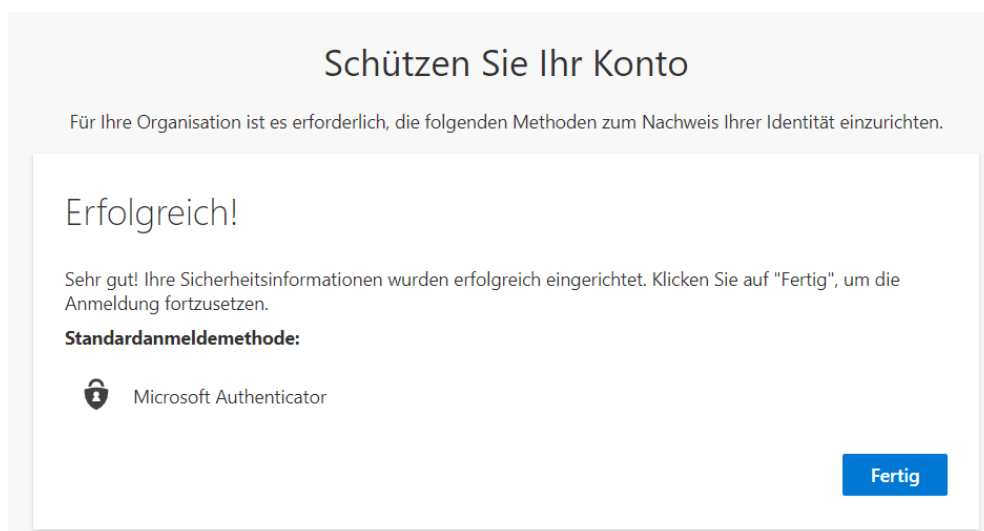 Schützen Sie Ihr Konto
Für Ihre Organisation ist es erforderlich, die folgenden Methoden zum Nachweis Ihrer Identität einzurichten.
Erfolgreich!
Sehr gut! Ihre Sicherheitsinformationen wurden erfolgreich eingerichtet. Klicken Sie auf "Fertig", um die
Anmeldung fortzusetzen.
Standardanmeldemethode:
Microsoft Authenticator
Fertig